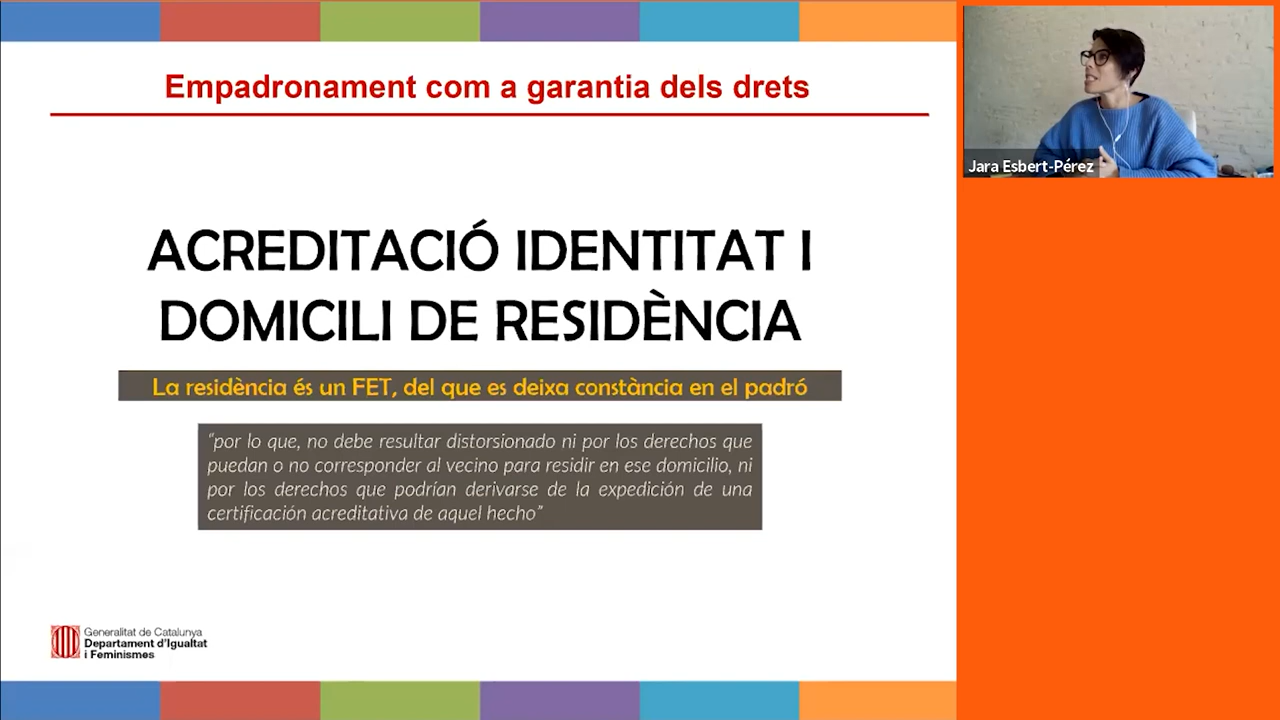 Empadronament com a garantia dels drets
ACREDITACIÓ IDENTITAT I
DOMICILI DE RESIDÈNCIA
La residència és un FET, del que es deixa constància en el padró
“por lo que, no debe resultar distorsionado ni por los derechos que
puedan o no corresponder al vecino para residir en ese domicilio, ni
por los derechos que podrían derivarse de la expedición de una
certificación acreditativa de aquel hecho”
Generalitat de Catalunya
Departament d'Igualtat
i Feminismes
Jara Esbert-Pérez